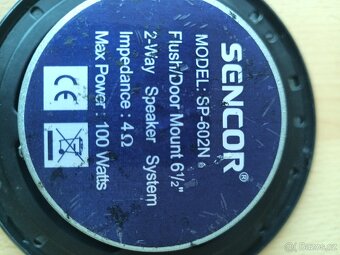 SENCOR®
MODEL: SP-602N
Flush/Door Mount 6½"
2-Way Speaker System
Impedance : 4Ω
Max Power : 100 Watts
CE